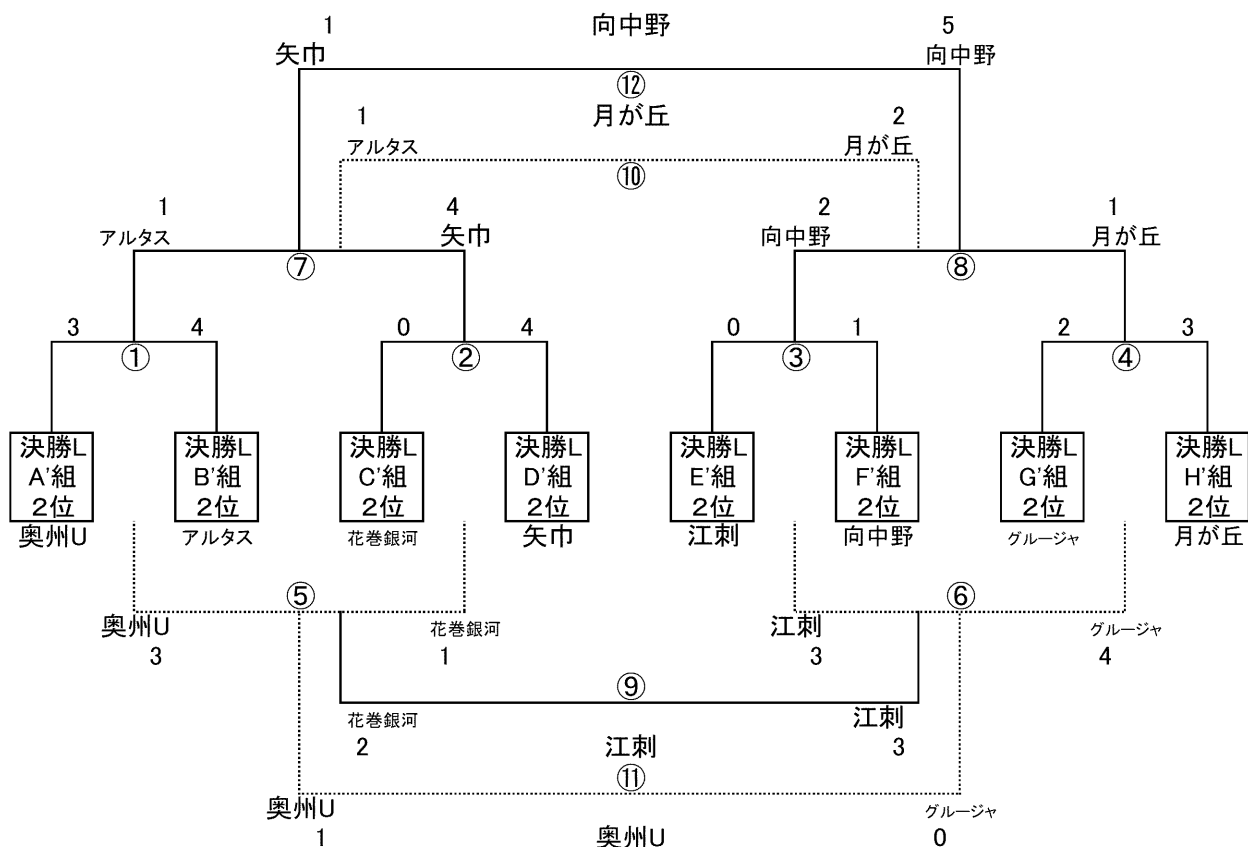 1 向中野 5
矢巾 向中野
⑫
1 月が丘 2
アルタス 月が丘
⑩
1 4 2 1
アルタス 矢巾 向中野 月が丘
⑦ ⑧
3 4 0 4 0 1 2 3
① ② ③ ④
決勝L 決勝L 決勝L 決勝L 決勝L 決勝L 決勝L 決勝L
A'組 B'組 C'組 D'組 E'組 F'組 G'組 H'組
2位 2位 2位 2位 2位 2位 2位 2位
奥州U アルタス 花巻銀河 矢巾 江刺 向中野 グルージャ 月が丘
⑤ ⑥
奥州U 花巻銀河 江刺 グルージャ
3 1 3 4
⑨
花巻銀河 江刺
2 江刺 3
⑪
奥州U グルージャ
1 奥州U 0